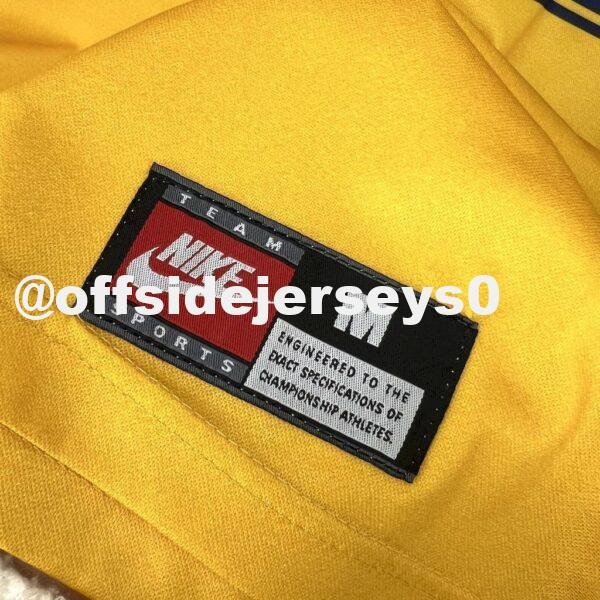 TEAM
NIKE
@offsidejerseys0
M
SPORTS
ENGINEERED TO THE
EXACT SPECIFICATIONS OF
CHAMPIONSHIP ATHLETES.